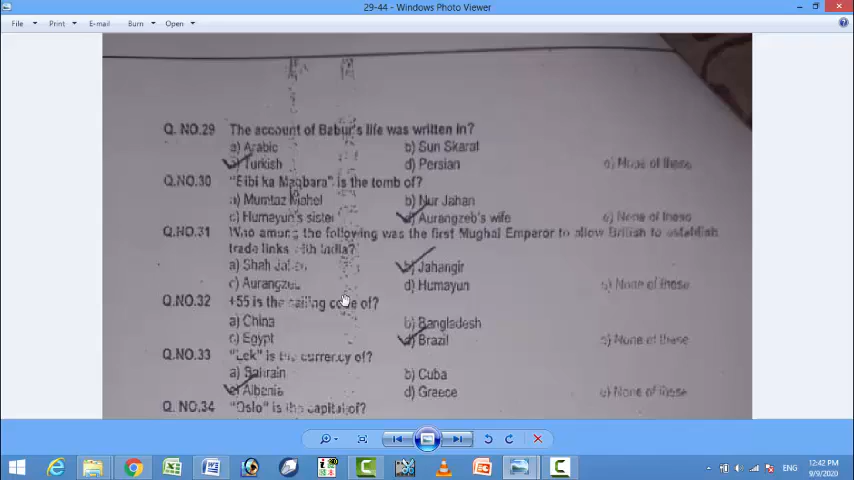 29-44 - Windows Photo Viewer
File Print E-mail Burn Open
Q. NO.29 The account of Babur's life was written in?
a) Arabic b) Sun Skarat
Turkish d) Persian e) None of these
Q.NO.30 "Bibi ka Maqbara" is the tomb of?
a) Mumtaz Mahel b) Nur Jahan
c) Humayun's sister d) Aurangzeb's wife e) None of these
Q.NO.31 Who among the following was the first Mughal Emperor to allow British to establish
trade links with India?
a) Shah Jahan b) Jahangir
c) Aurangzeb d) Humayun e) None of these
Q.NO.32 +55 is the calling code of?
a) China b) Bangladesh
c) Egypt d) Brazil e) None of these
Q.NO.33 "Lek" is the currency of?
a) Bahrain b) Cuba
c) Albania d) Greece e) None of these
Q. NO.34 "Oslo" is the capital of?
ENG
12:42 PM
9/9/2020